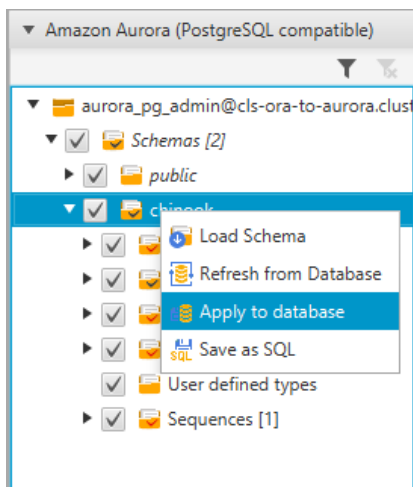 Amazon Aurora (PostgreSQL compatible)
aurora_pg_admin@cls-ora-to-aurora.clust
Schemas [2]
public
chinook
Load Schema
Refresh from Database
Apply to database
SQL Save as SQL
User defined types
Sequences [1]